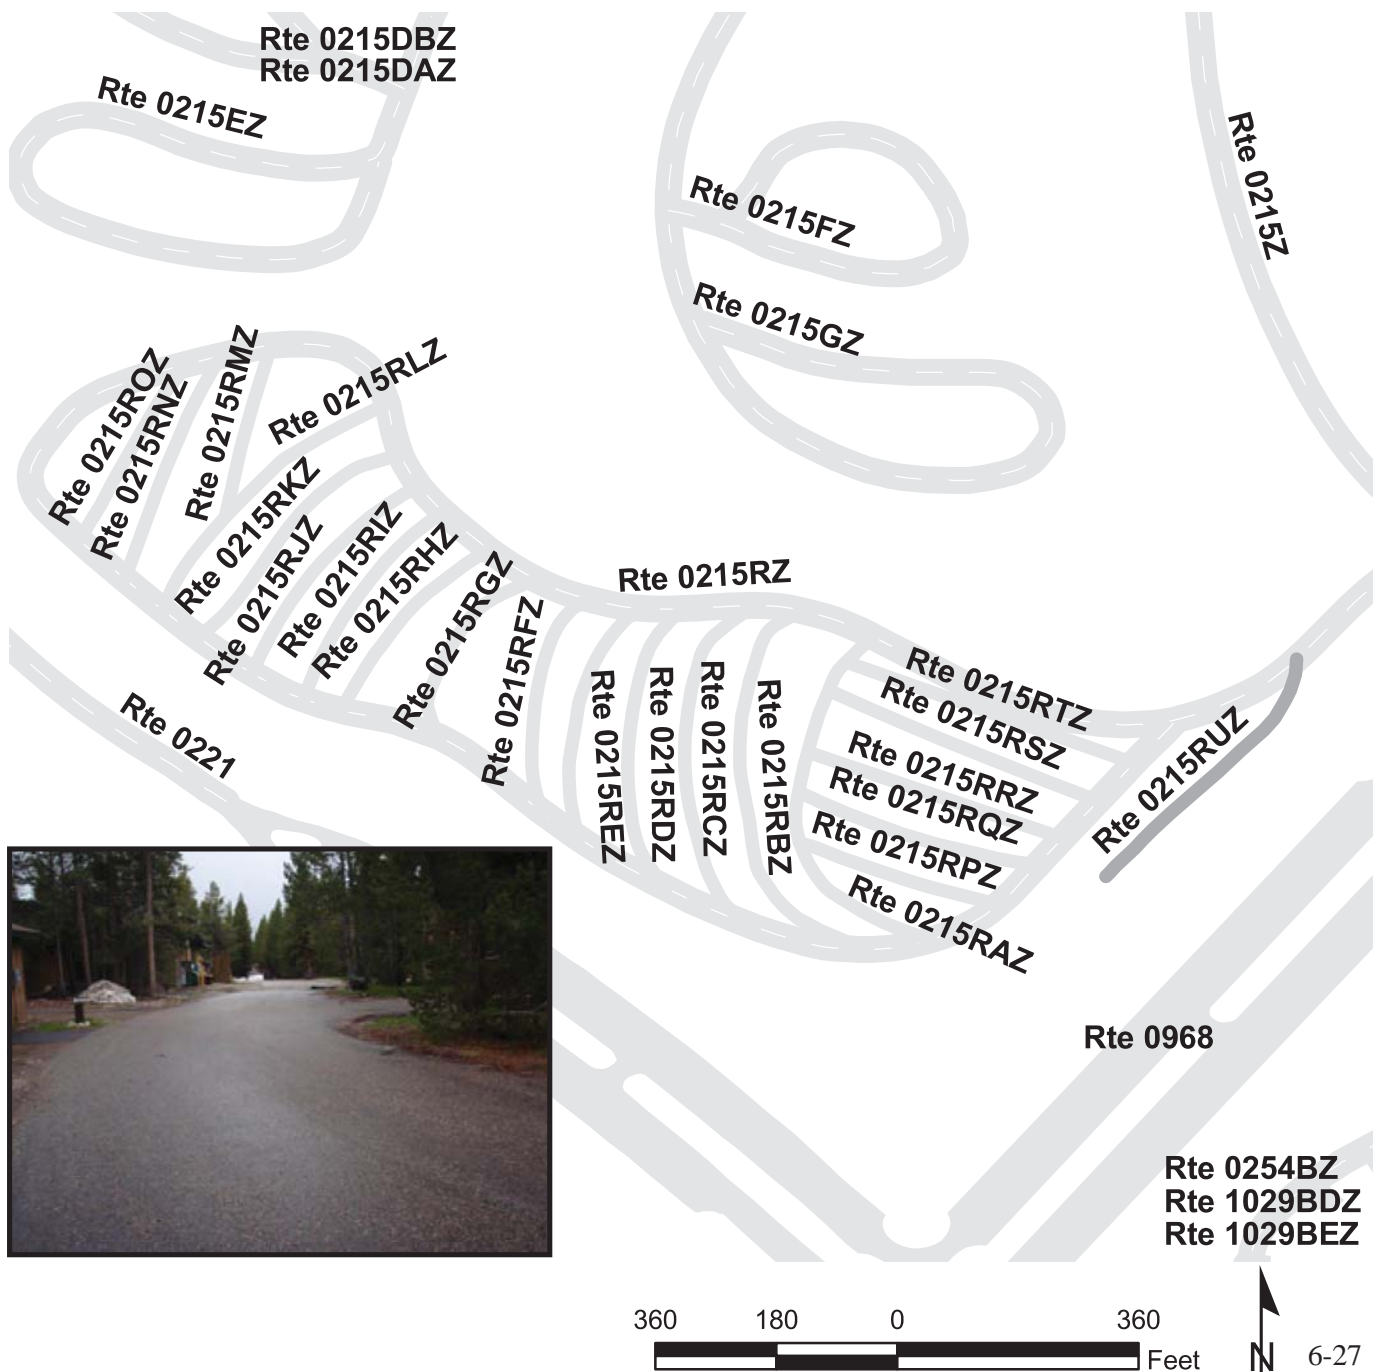 Rte 0215DBZ
Rte 0215DAZ
Rte 0215EZ
Rte 0215FZ
Rte 0215Z
Rte 0215GZ
Rte 0215ROZ
Rte 0215RNZ
Rte 0215RMZ
Rte 0215RLZ
Rte 0215RKZ
Rte 0215RJZ
Rte 0215RIZ
Rte 0215RHZ
Rte 0215RGZ
Rte 0215RFZ
Rte 0215RZ
Rte 0215REZ
Rte 0215RDZ
Rte 0215RCZ
Rte 0215RBZ
Rte 0215RTZ
Rte 0215RSZ
Rte 0215RRZ
Rte 0215RQZ
Rte 0215RPZ
Rte 0215RAZ
Rte 0215RUZ
Rte 0221
Rte 0968
Rte 0254BZ
Rte 1029BDZ
Rte 1029BEZ
360 180 0 360
Feet
N
6-27